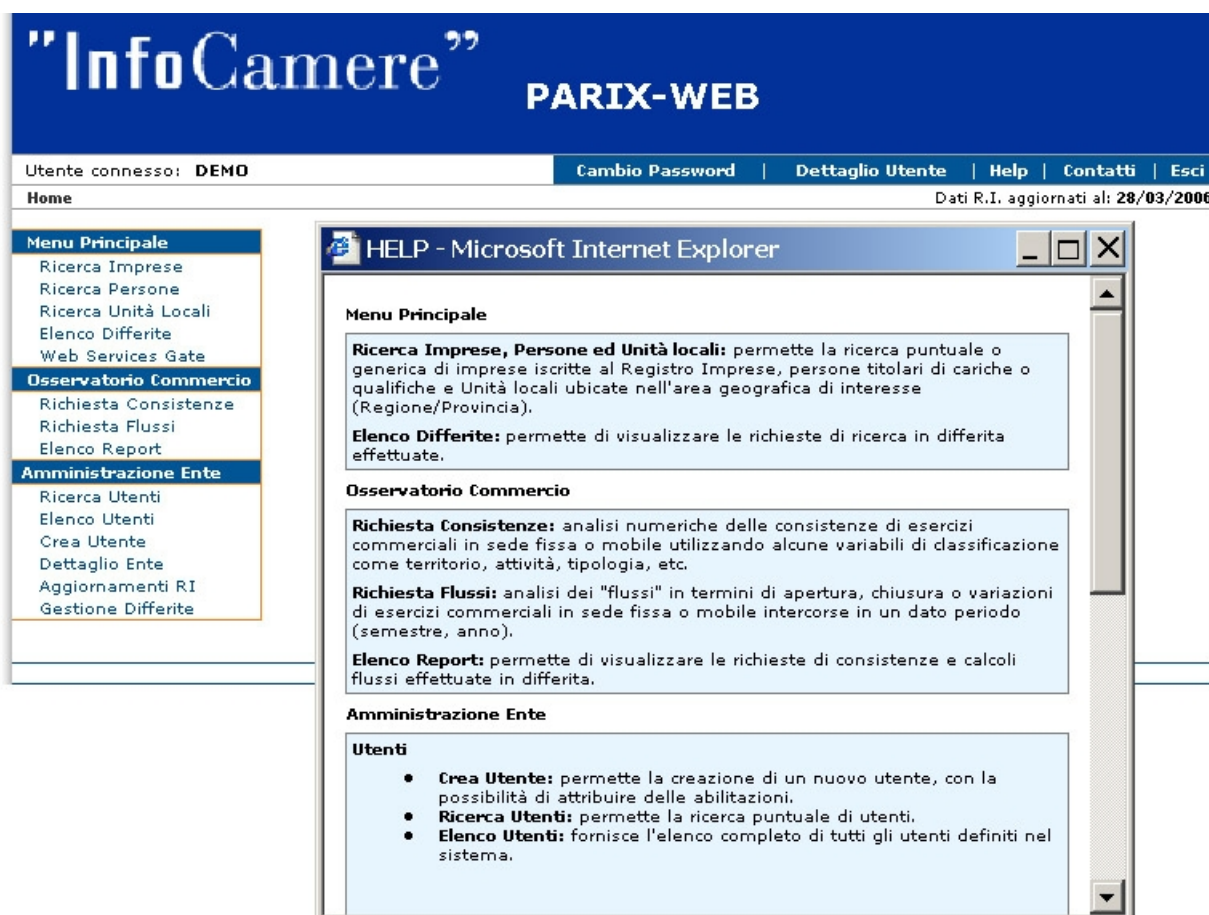 "InfoCamere”
PARIX-WEB
Utente connesso: DEMO
Cambio Password | Dettaglio Utente | Help | Contatti | Esci
Home
Dati R.I. aggiornati al: 28/03/2006
Menu Principale
Ricerca Imprese
Ricerca Persone
Ricerca Unità Locali
Elenco Differite
Web Services Gate
Osservatorio Commercio
Richiesta Consistenze
Richiesta Flussi
Elenco Report
Amministrazione Ente
Ricerca Utenti
Elenco Utenti
Crea Utente
Dettaglio Ente
Aggiornamenti RI
Gestione Differite
HELP - Microsoft Internet Explorer
Menu Principale
Ricerca Imprese, Persone ed Unità locali: permette la ricerca puntuale o
generica di imprese iscritte al Registro Imprese, persone titolari di cariche o
qualifiche e Unità locali ubicate nell'area geografica di interesse
(Regione/Provincia).
Elenco Differite: permette di visualizzare le richieste di ricerca in differita
effettuate.
Osservatorio Commercio
Richiesta Consistenze: analisi numeriche delle consistenze di esercizi
commerciali in sede fissa o mobile utilizzando alcune variabili di classificazione
come territorio, attività, tipologia, etc.
Richiesta Flussi: analisi dei "flussi" in termini di apertura, chiusura o variazioni
di esercizi commerciali in sede fissa o mobile intercorse in un dato periodo
(semestre, anno).
Elenco Report: permette di visualizzare le richieste di consistenze e calcoli
flussi effettuate in differita.
Amministrazione Ente
Utenti
• Crea Utente: permette la creazione di un nuovo utente, con la
possibilità di attribuire delle abilitazioni.
• Ricerca Utenti: permette la ricerca puntuale di utenti.
• Elenco Utenti: fornisce l'elenco completo di tutti gli utenti definiti nel
sistema.